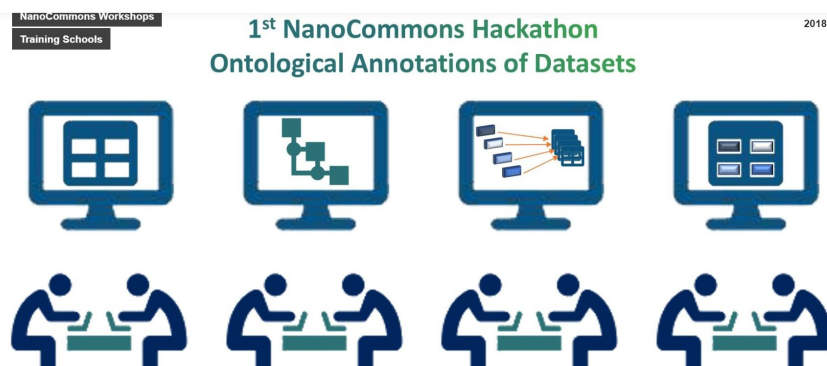 NanoCommons Workshops
Training Schools
1st NanoCommons Hackathon
2018
Ontological Annotations of Datasets